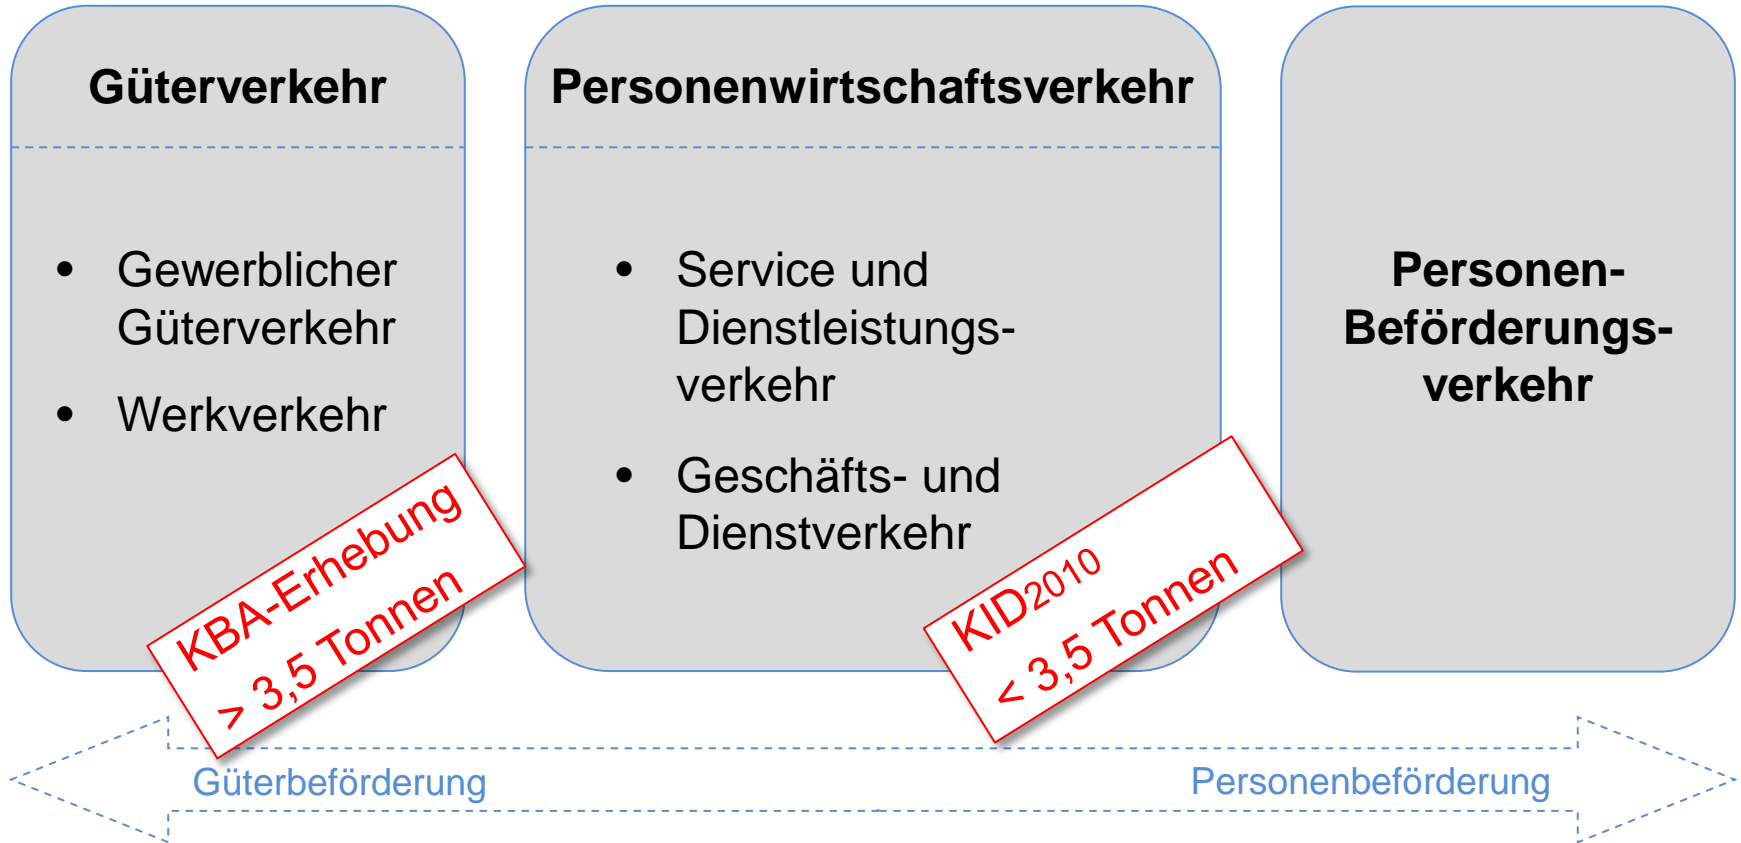 Güterverkehr
• Gewerblicher
Güterverkehr
• Werkverkehr
KBA-Erhebung
> 3,5 Tonnen
Personenwirtschaftsverkehr
• Service und
Dienstleistungs-
verkehr
• Geschäfts- und
Dienstverkehr
KID2010
< 3,5 Tonnen
Personen-
Beförderungs-
verkehr
Güterbeförderung
Personenbeförderung